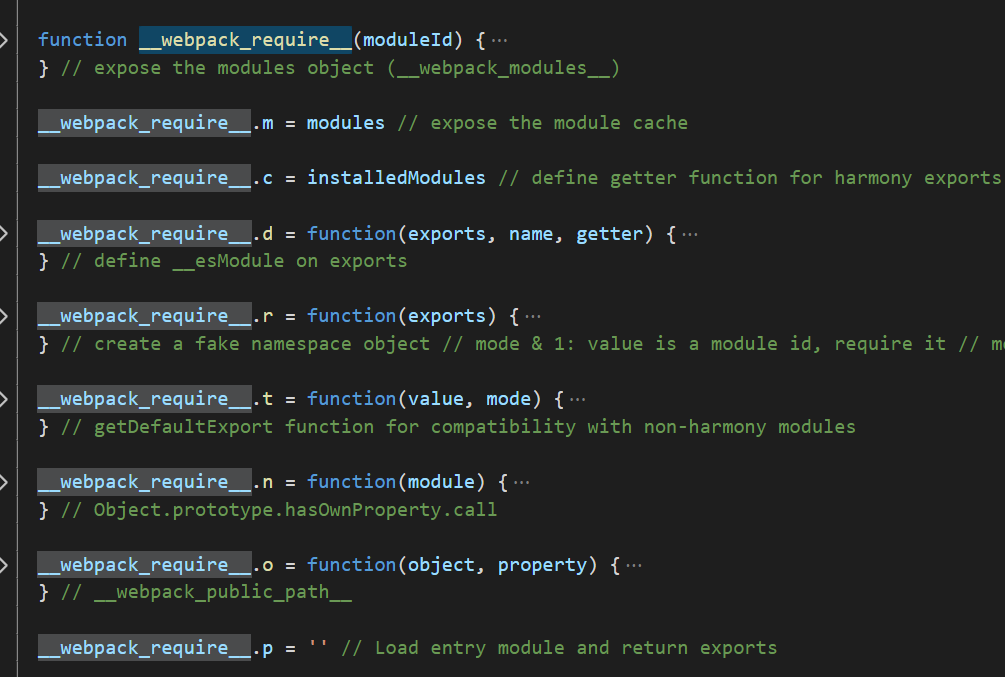 function __webpack_require__(moduleId) {···
} // expose the modules object (__webpack_modules__)
__webpack_require__.m = modules // expose the module cache
__webpack_require__.c = installedModules // define getter function for harmony exports
__webpack_require__.d = function(exports, name, getter) {···
} // define __esModule on exports
__webpack_require__.r = function(exports) {···
} // create a fake namespace object // mode & 1: value is a module id, require it // m
__webpack_require__.t = function(value, mode) {···
} // getDefaultExport function for compatibility with non-harmony modules
__webpack_require__.n = function(module) {···
} // Object.prototype.hasOwnProperty.call
__webpack_require__.o = function(object, property) {···
} // __webpack_public_path__
__webpack_require__.p = '' // Load entry module and return exports